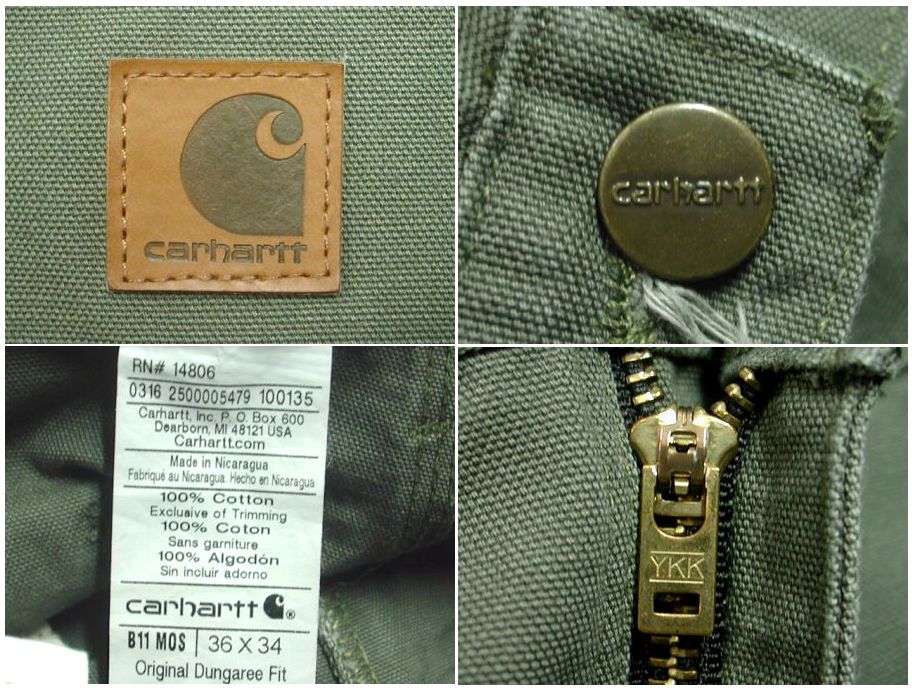 carhartt
carhartt
RN# 14806
0316 2500005479 100135
Carhartt, Inc. P. O. Box 600
Dearborn, MI 48121 USA
Carhartt.com
Made in Nicaragua
Fabriqué au Nicaragua. Hecho en Nicaragua
100% Cotton
Exclusive of Trimming
100% Coton
Sans garniture
100% Algodón
Sin incluir adorno
carhartt ®
B11 MOS | 36 X 34
Original Dungaree Fit
YKK